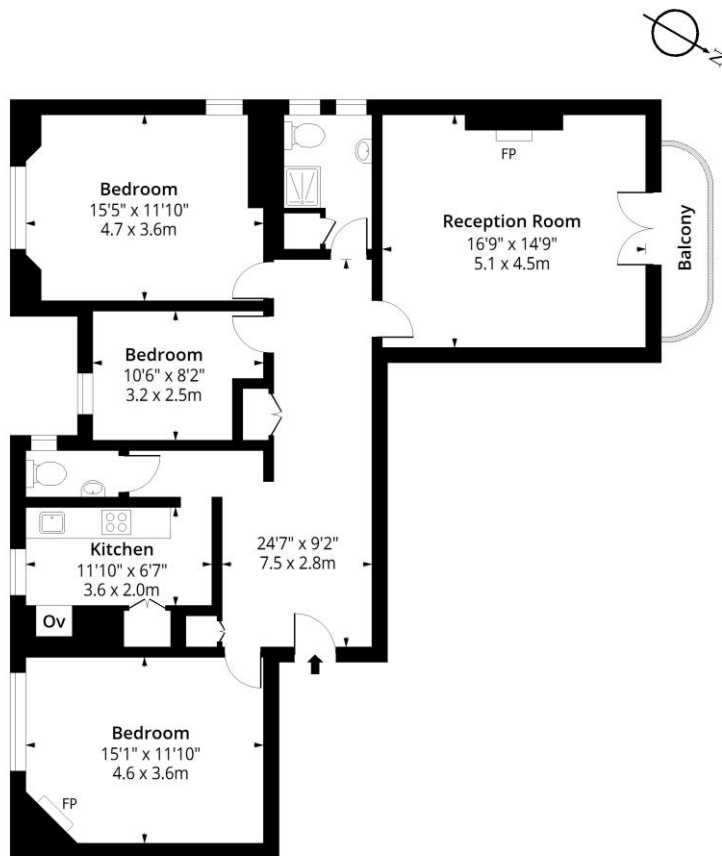 N
Bedroom
15'5" x 11'10"
4.7 x 3.6m
FP
Reception Room
16'9" x 14'9"
5.1 x 4.5m
Balcony
Bedroom
10'6" x 8'2"
3.2 x 2.5m
Kitchen
11'10" x 6'7"
3.6 x 2.0m
24'7" x 9'2"
7.5 x 2.8m
Ov
Bedroom
15'1" x 11'10"
4.6 x 3.6m
FP